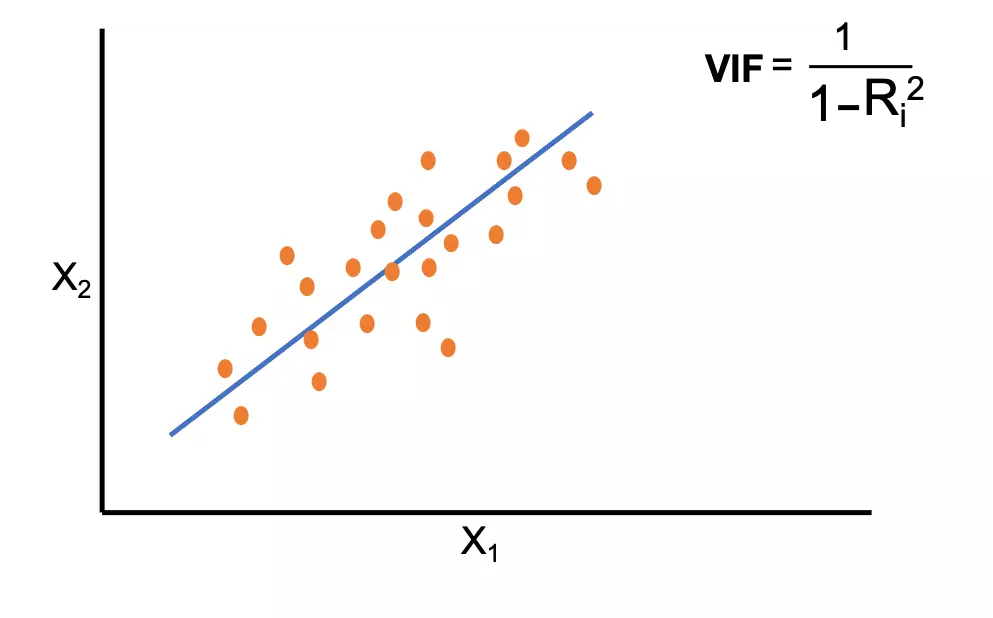 VIF = 1 / 1–Rᵢ²
X₂
X₁